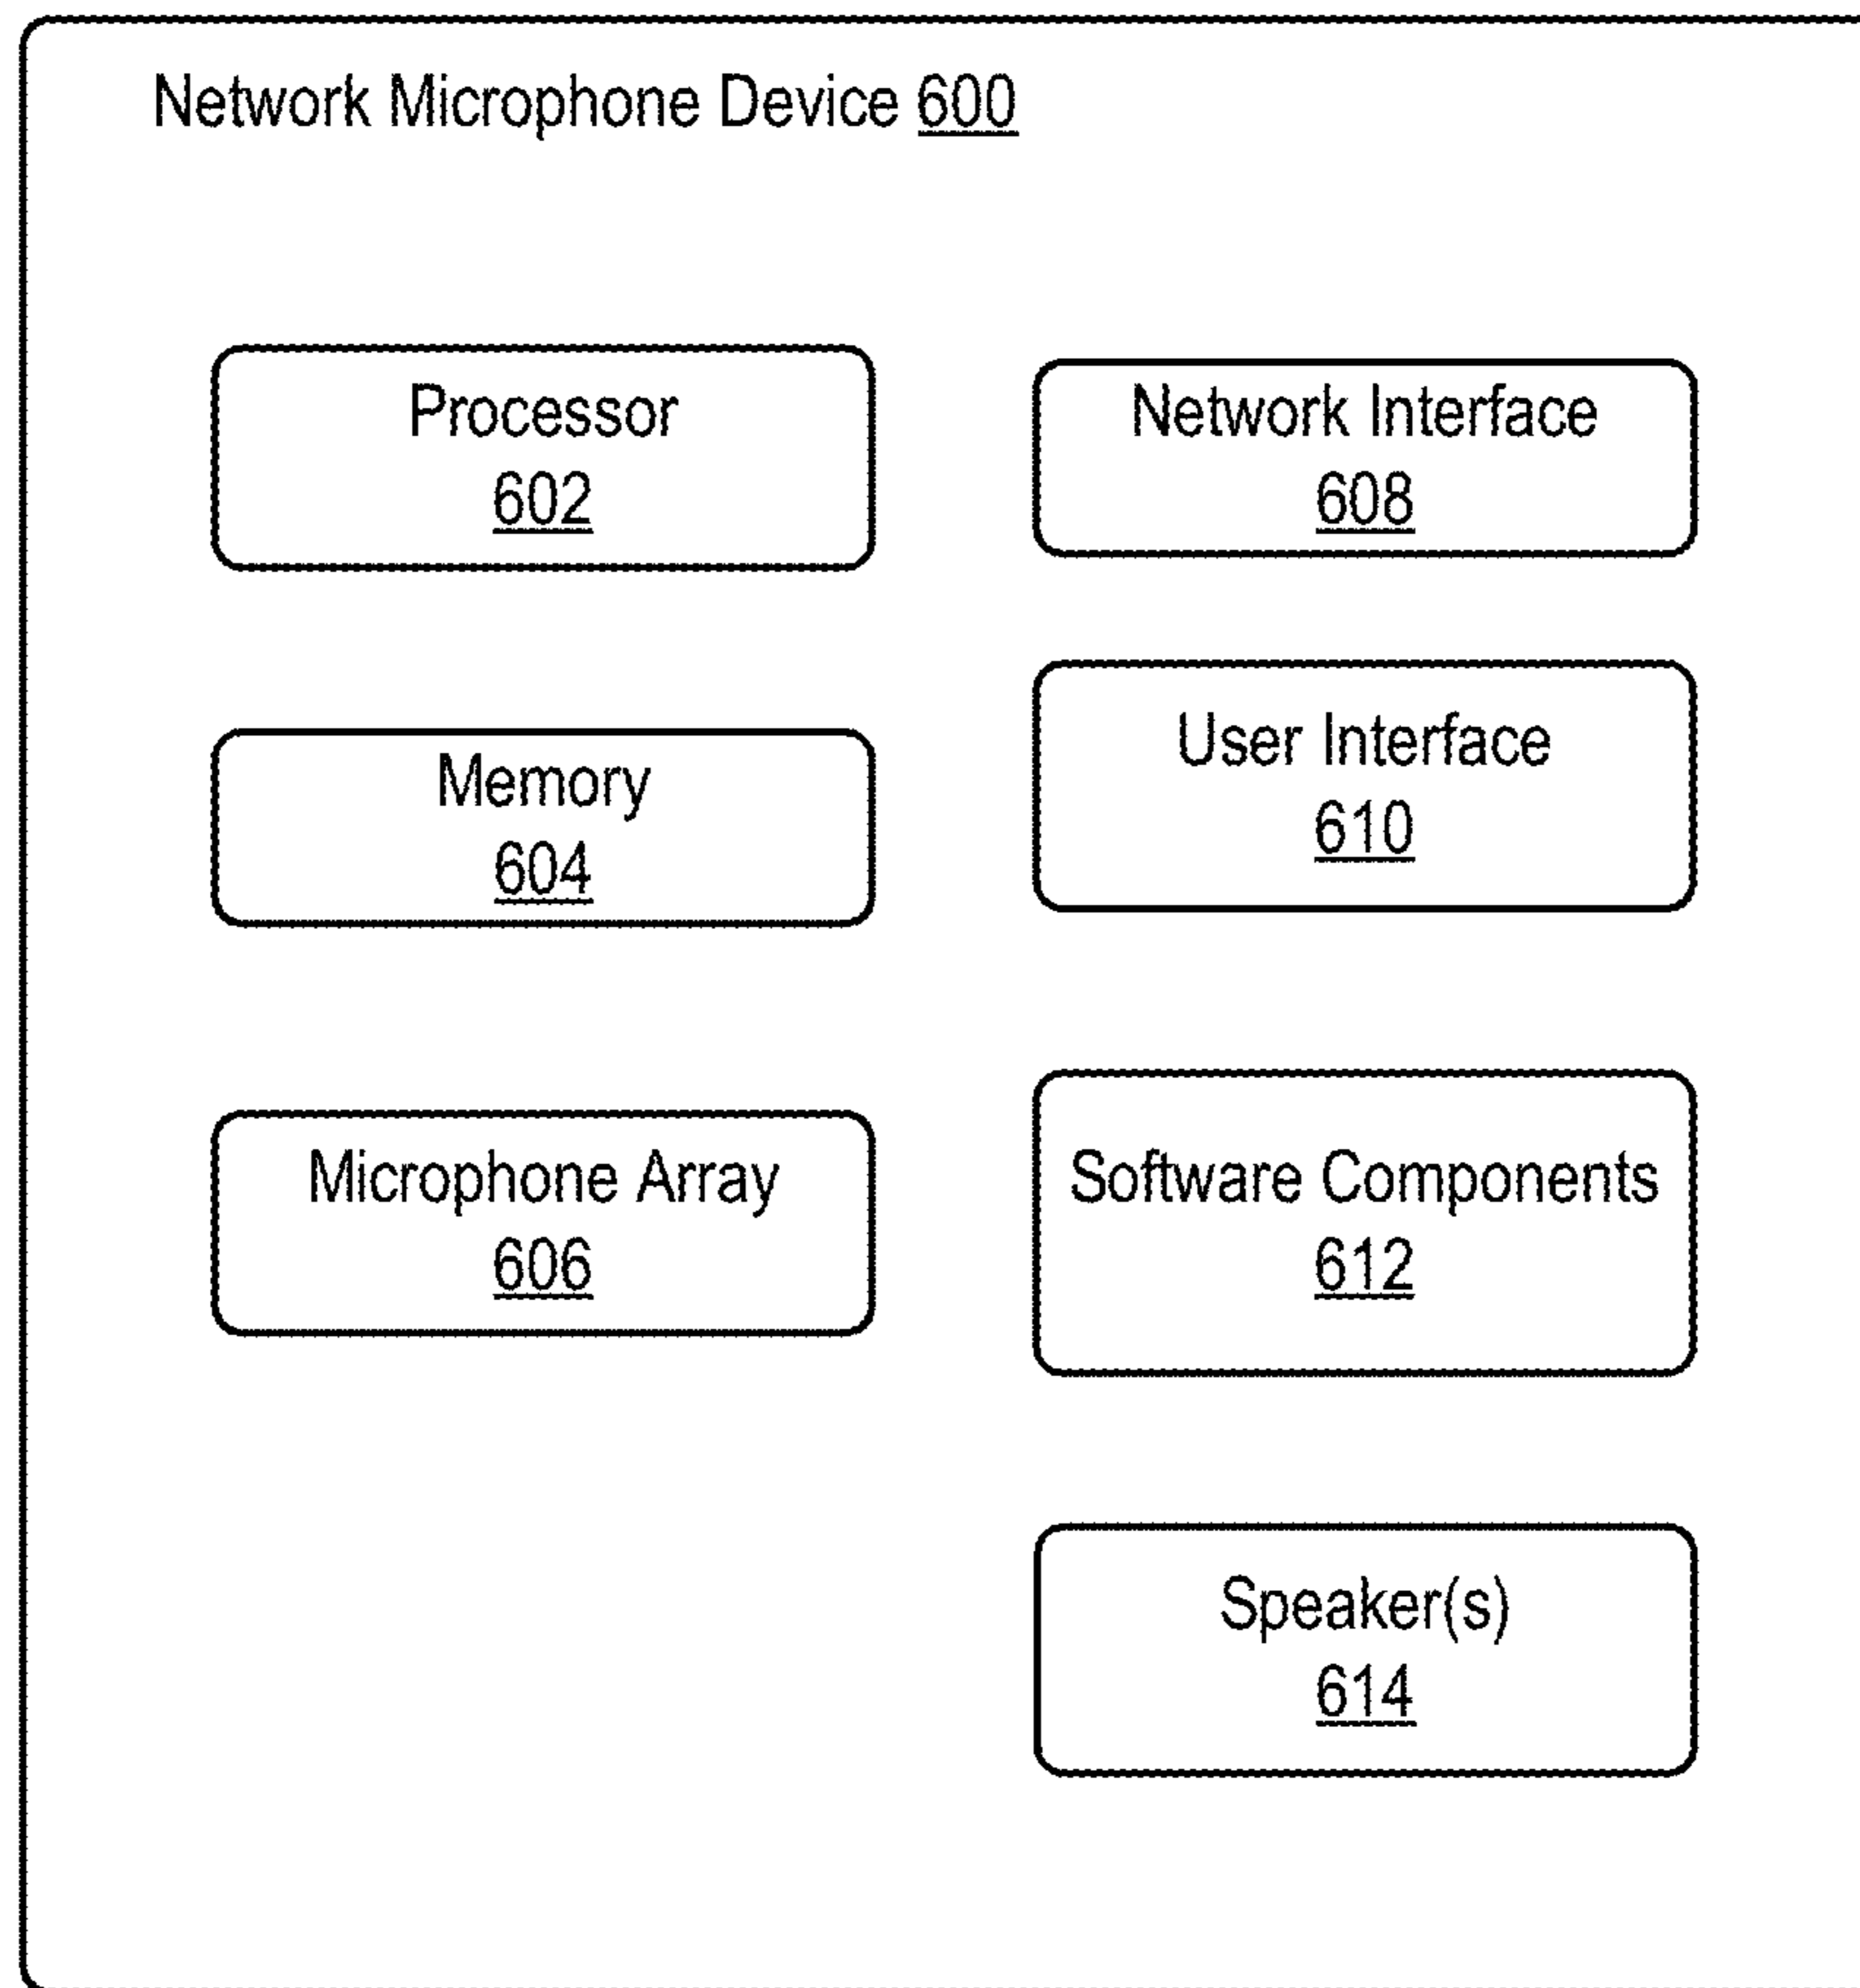 Network Microphone Device 600
Processor
602
Network Interface
608
Memory
604
User Interface
610
Microphone Array
606
Software Components
612
Speaker(s)
614